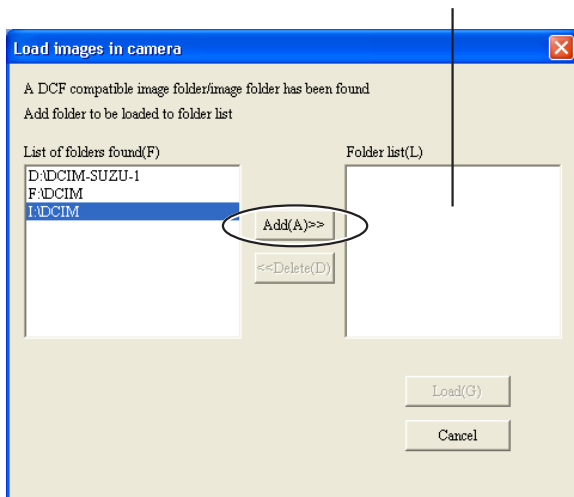 Load images in camera
A DCF compatible image folder/image folder has been found
Add folder to be loaded to folder list
List of folders found(F)
Folder list(L)
D:\DCIM-SUZU-1
F:\DCIM
I:\DCIM
Add(A)>>
<<Delete(D)
Load(G)
Cancel